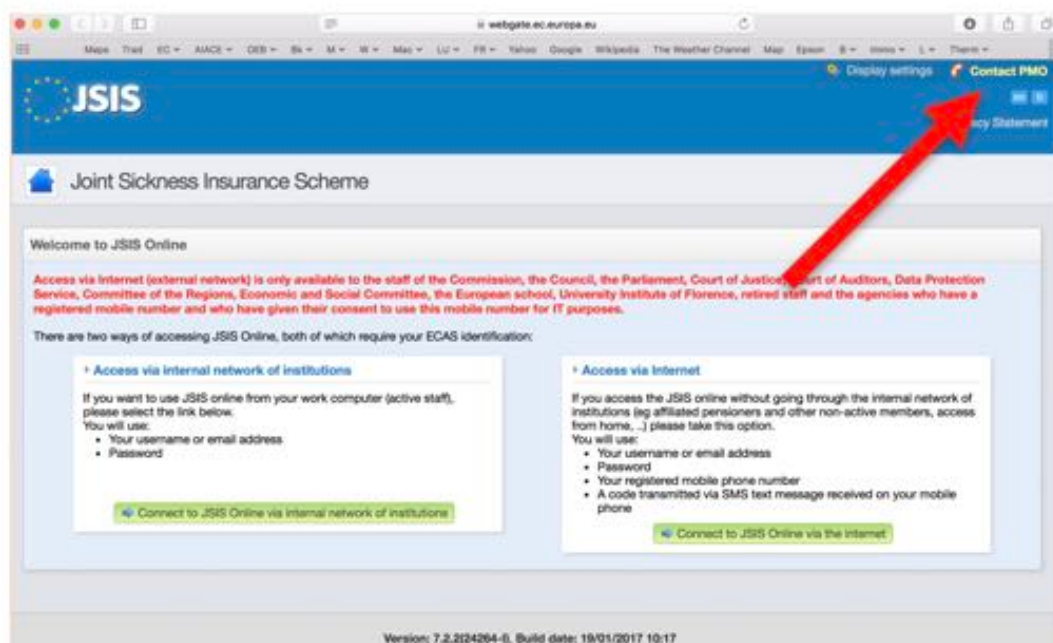 webgate.ec.europa.eu
Maps Trad EC AIACE OEB Bk M W Mac LU FR Yahoo Google Wikipedia The Weather Channel Map Epson B Immo L Therm
Display settings Contact PMO
JSIS
en fr
acy Statement
Joint Sickness Insurance Scheme
Welcome to JSIS Online
Access via Internet (external network) is only available to the staff of the Commission, the Council, the Parliament, Court of Justice, rt of Auditors, Data Protection
Service, Committee of the Regions, Economic and Social Committee, the European school, University Institute of Florence, retired staff and the agencies who have a
registered mobile number and who have given their consent to use this mobile number for IT purposes.
There are two ways of accessing JSIS Online, both of which require your ECAS identification:
Access via internal network of institutions
If you want to use JSIS online from your work computer (active staff),
please select the link below.
You will use:
• Your username or email address
• Password
Connect to JSIS Online via internal network of institutions
Access via Internet
If you access the JSIS online without going through the internal network of
institutions (eg affiliated pensioners and other non-active members, access
from home, ..) please take this option.
You will use:
• Your username or email address
• Password
• Your registered mobile phone number
• A code transmitted via SMS text message received on your mobile
phone
Connect to JSIS Online via the internet
Version: 7.2.2(24264-I), Build date: 19/01/2017 10:17